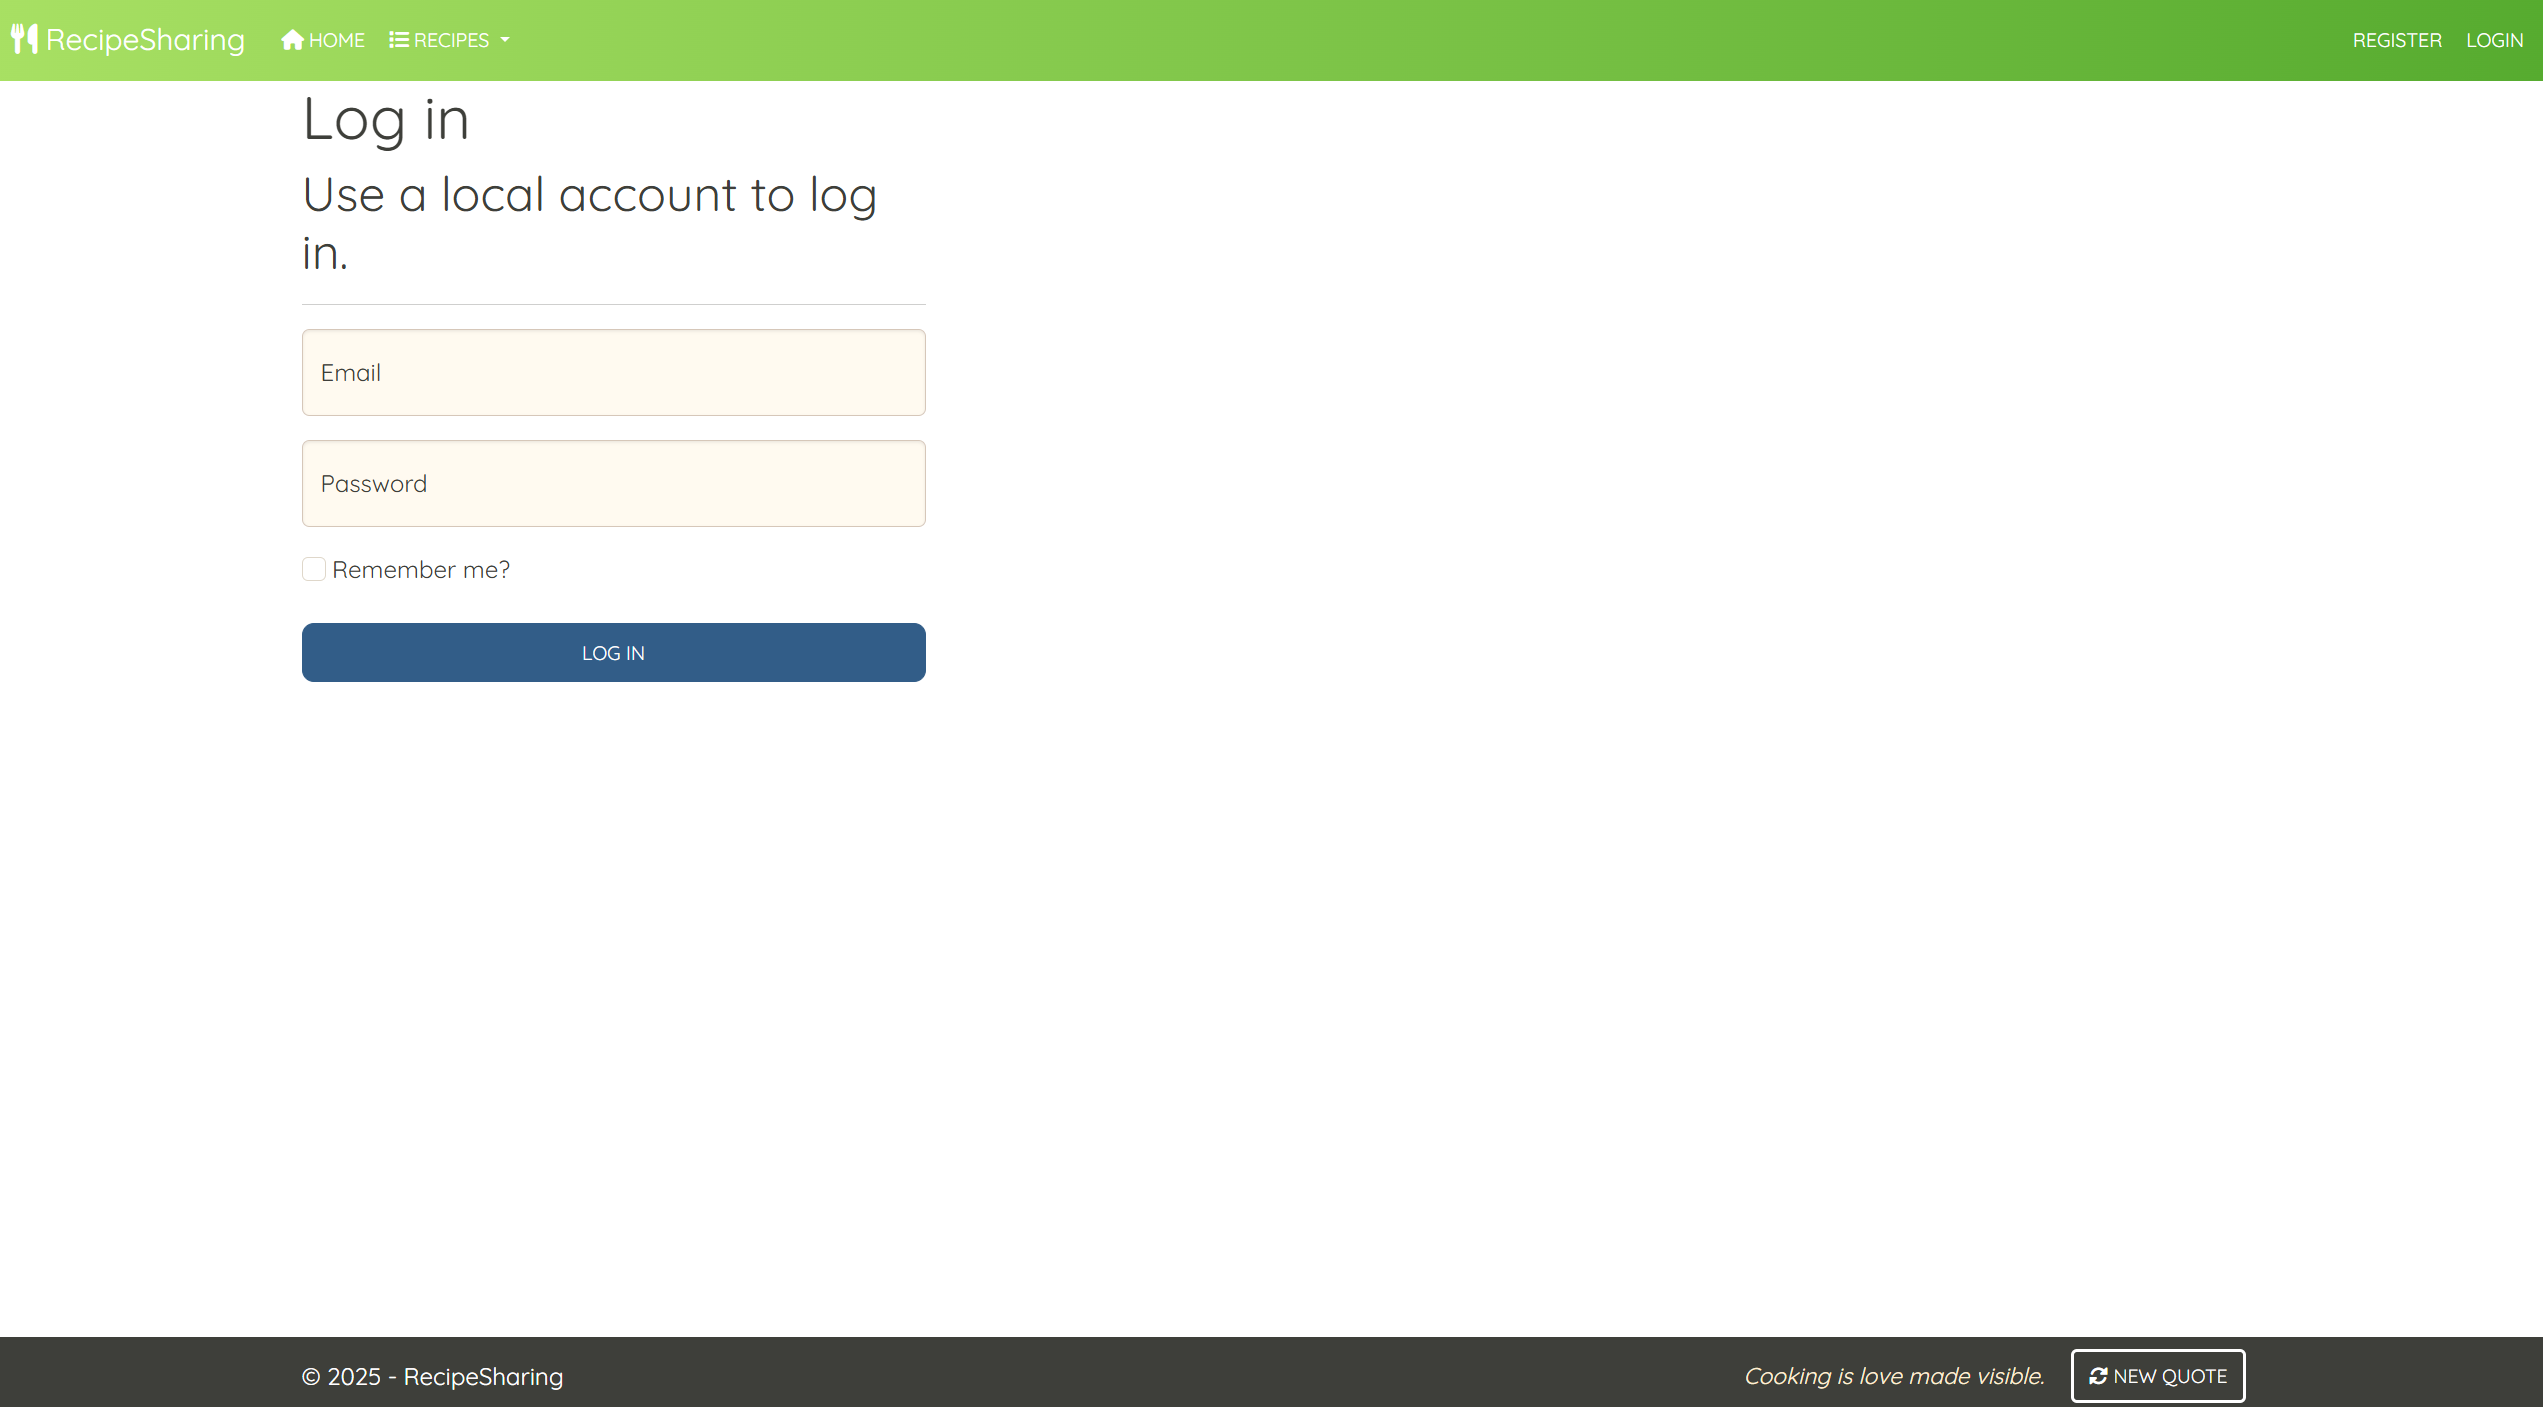 RecipeSharing HOME RECIPES REGISTER LOGIN
Log in
Use a local account to log
in.
Email
Password
Remember me?
LOG IN
© 2025 - RecipeSharing Cooking is love made visible. NEW QUOTE